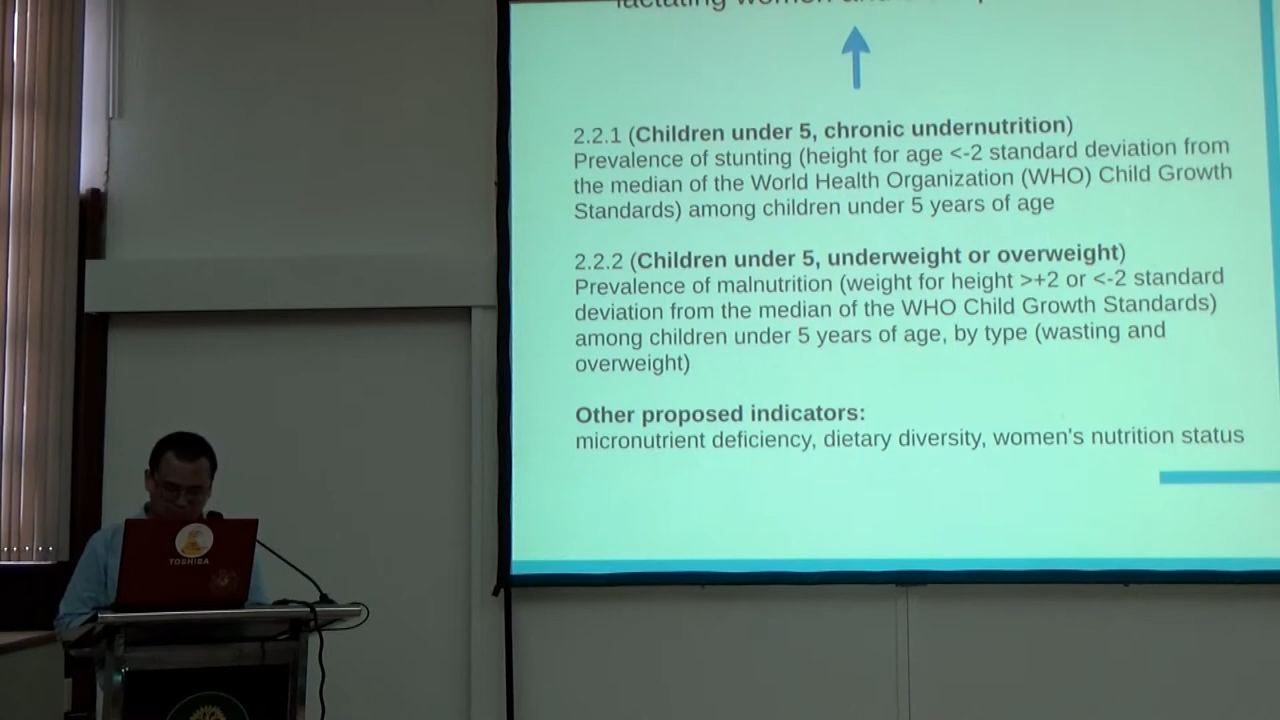 lactating women and
2.2.1 (Children under 5, chronic undernutrition)
Prevalence of stunting (height for age <-2 standard deviation from
the median of the World Health Organization (WHO) Child Growth
Standards) among children under 5 years of age
2.2.2 (Children under 5, underweight or overweight)
Prevalence of malnutrition (weight for height >+2 or <-2 standard
deviation from the median of the WHO Child Growth Standards)
among children under 5 years of age, by type (wasting and
overweight)
Other proposed indicators:
micronutrient deficiency, dietary diversity, women's nutrition status
TOSHIBA